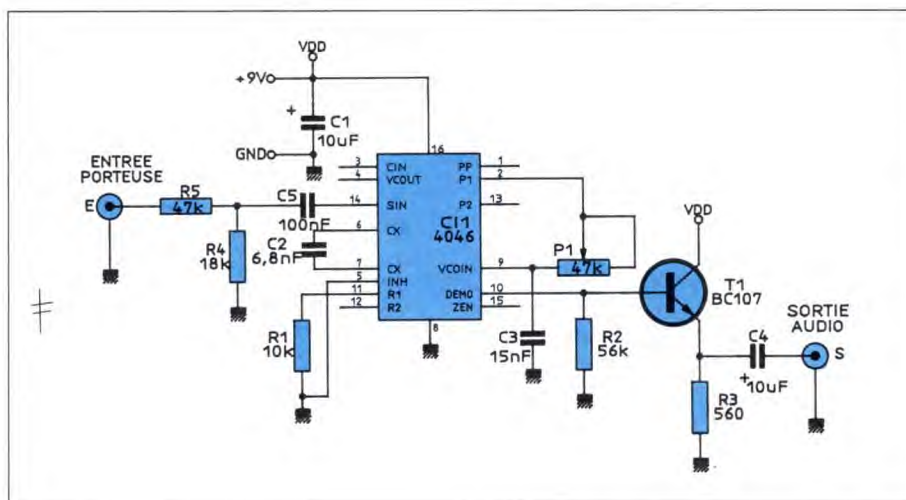 VDD
+9V
+
C1
10uF
GND
ENTREE
PORTEUSE
E
R5
47k
R4
18k
C5
100nF
C2
6,8nF
R1
10k
3 CIN
4 VCOUT
14 SIN
6 CX
7 CX
5 INH
11 R1
12 R2
16
CI1
4046
8
PP 1
P1 2
P2 13
VCOIN 9
DEMO 10
ZEN 15
P1
47k
C3
15nF
R2
56k
VDD
T1
BC107
C4
+
10uF
SORTIE
AUDIO
S
R3
560